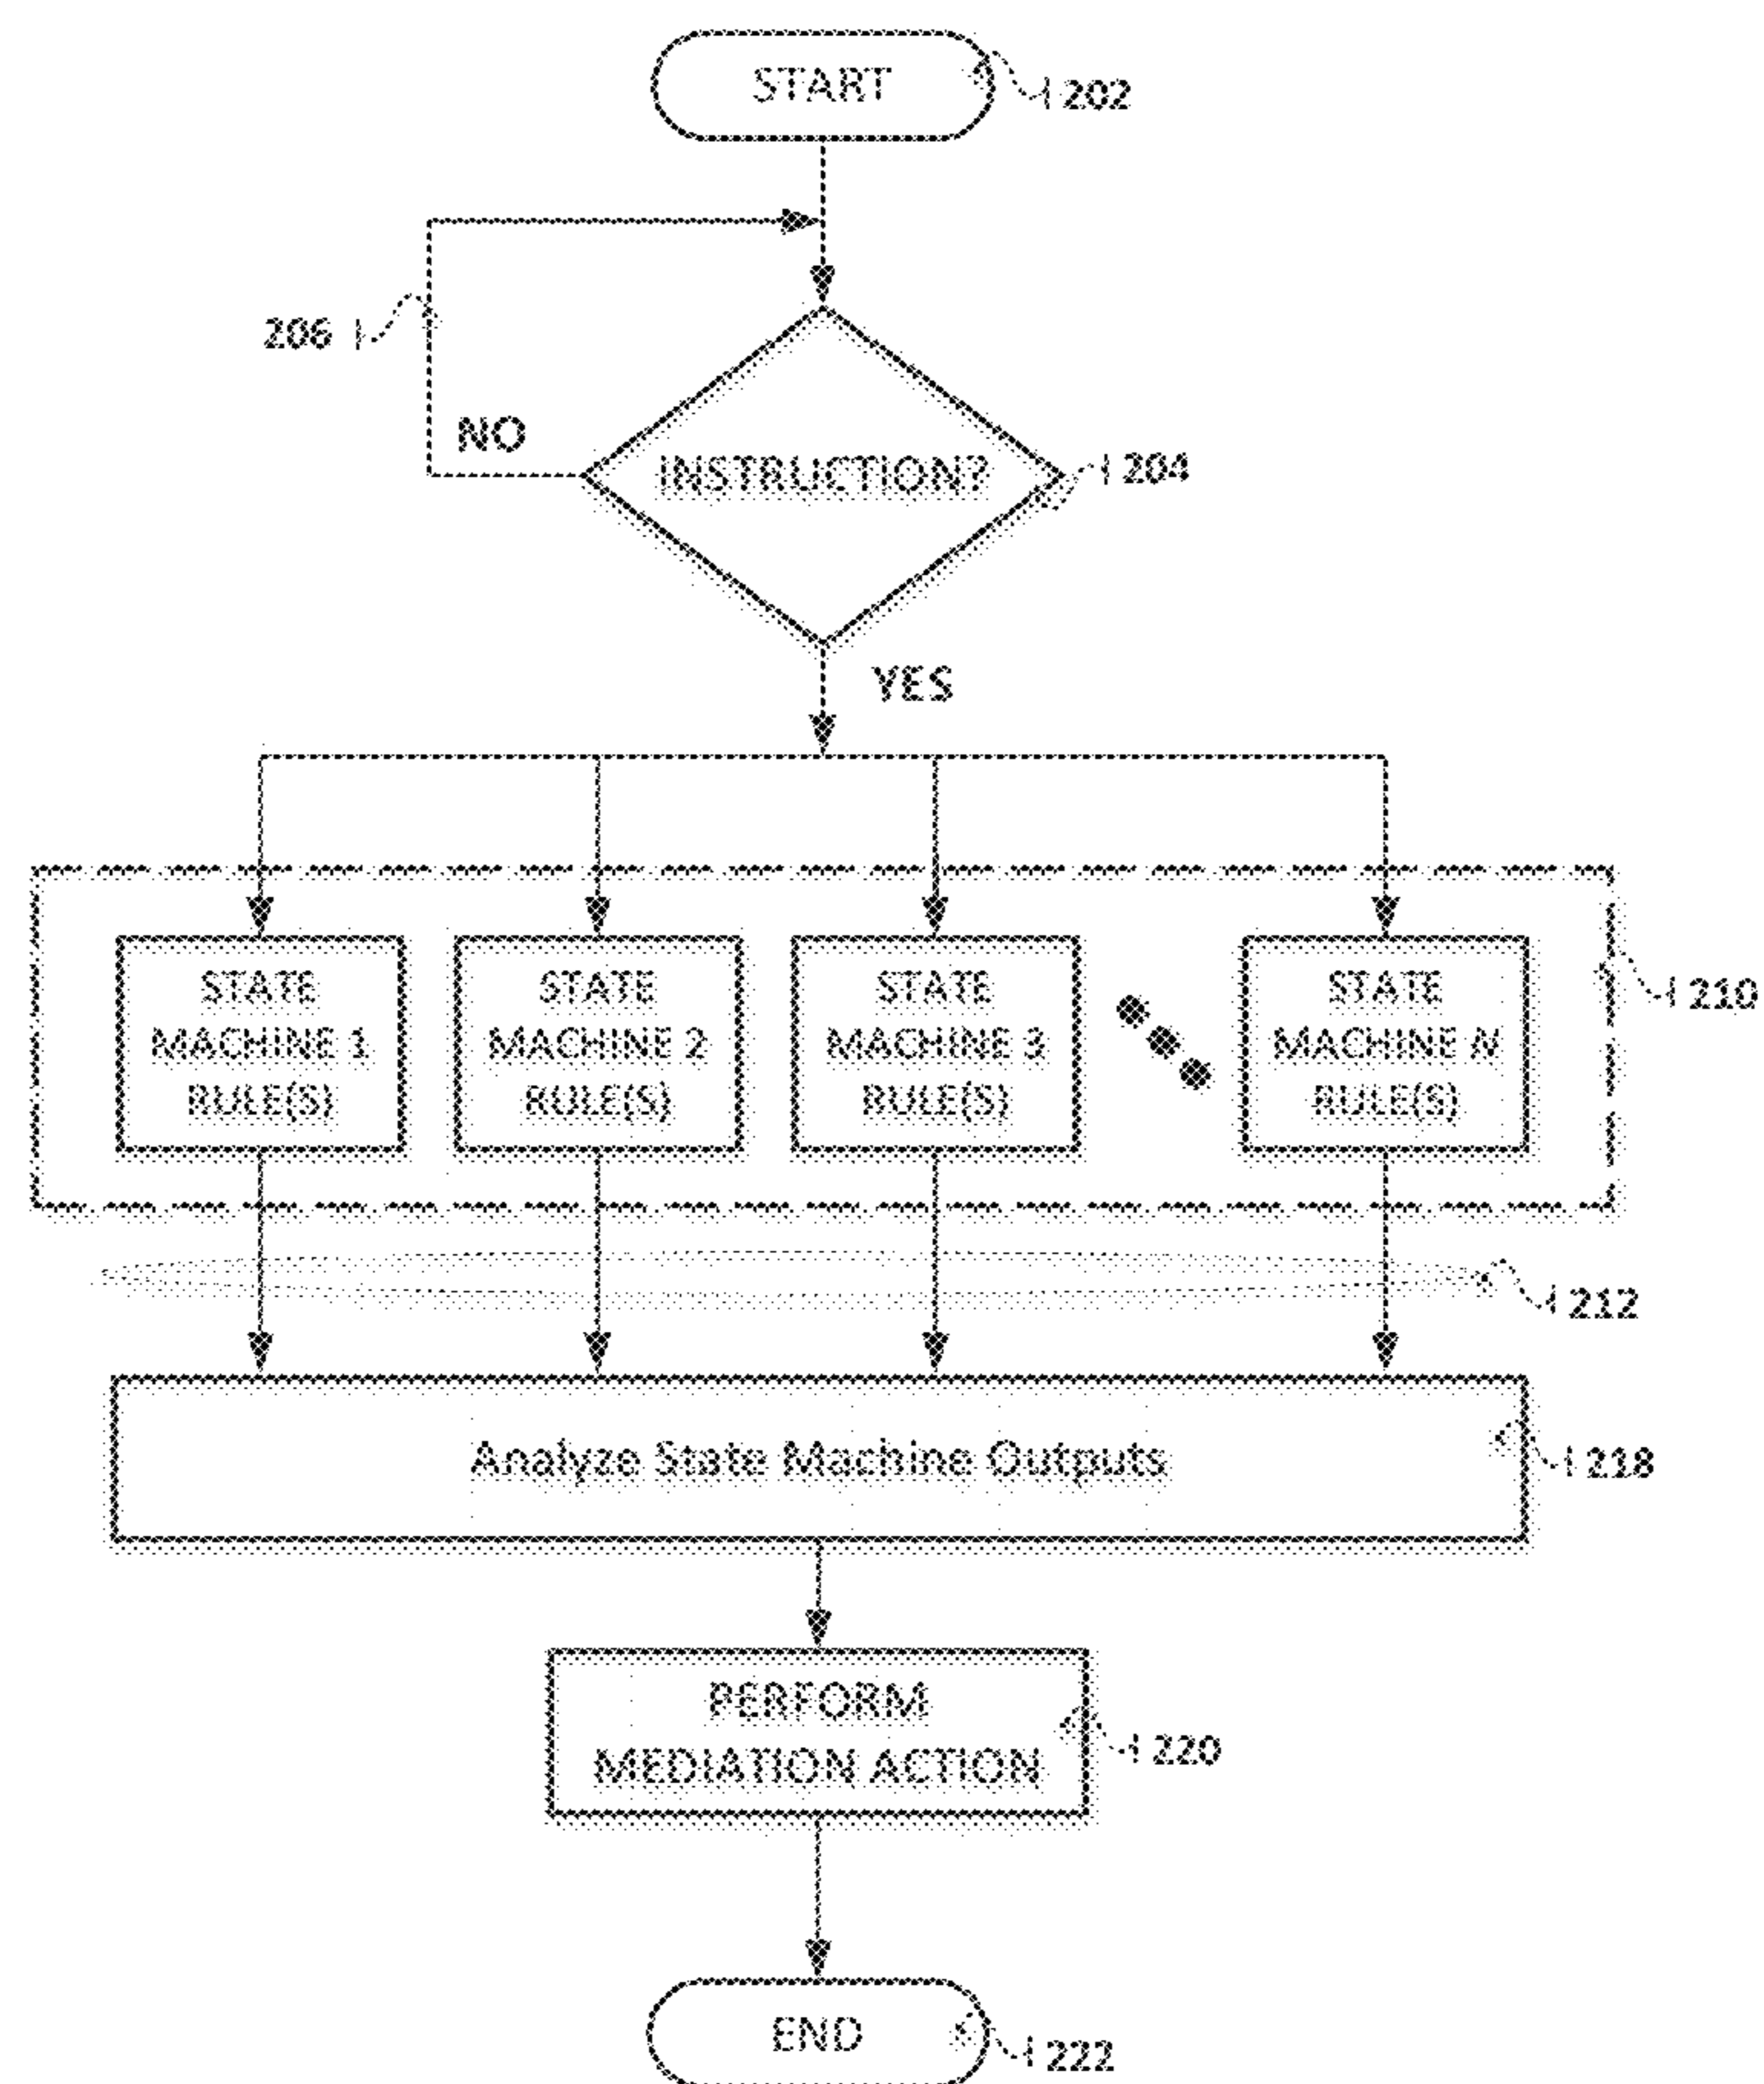 START
202
206
NO
INSTRUCTION?
204
YES
STATE
MACHINE 1
RULE(S)
STATE
MACHINE 2
RULE(S)
STATE
MACHINE 3
RULE(S)
STATE
MACHINE N
RULE(S)
210
212
Analyze State Machine Outputs
218
PERFORM
MEDIATION ACTION
220
END
222